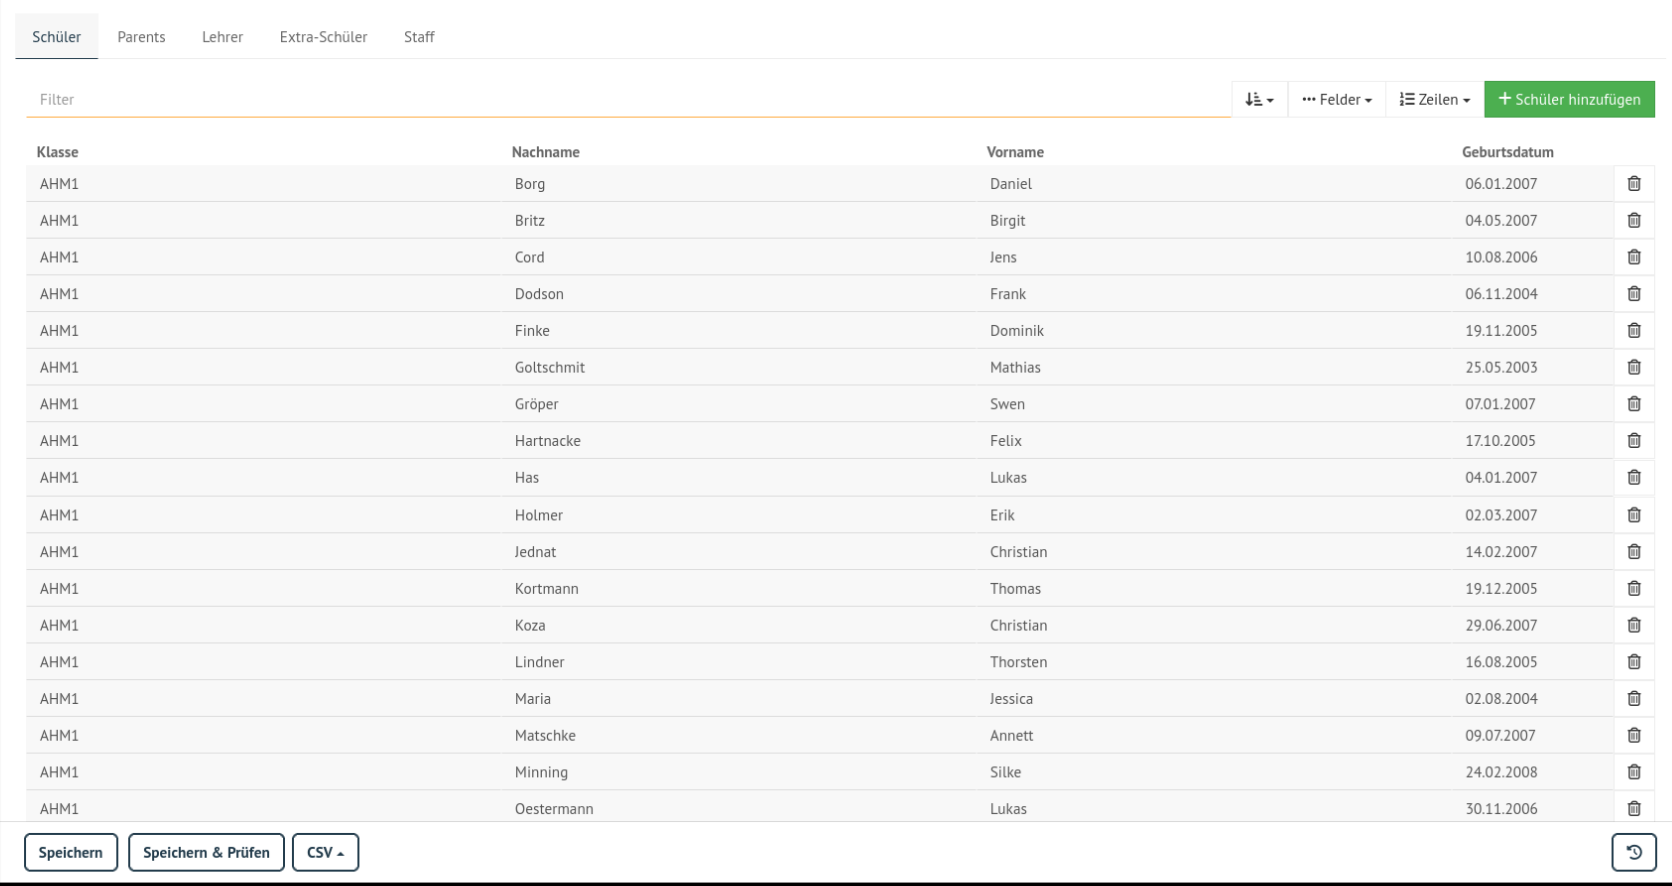 Schüler Parents Lehrer Extra-Schüler Staff
Filter Felder Zeilen Schüler hinzufügen
Klasse Nachname Vorname Geburtsdatum
AHM1 Borg Daniel 06.01.2007
AHM1 Britz Birgit 04.05.2007
AHM1 Cord Jens 10.08.2006
AHM1 Dodson Frank 06.11.2004
AHM1 Finke Dominik 19.11.2005
AHM1 Goltschmit Mathias 25.05.2003
AHM1 Gröper Swen 07.01.2007
AHM1 Hartnacke Felix 17.10.2005
AHM1 Has Lukas 04.01.2007
AHM1 Holmer Erik 02.03.2007
AHM1 Jednat Christian 14.02.2007
AHM1 Kortmann Thomas 19.12.2005
AHM1 Koza Christian 29.06.2007
AHM1 Lindner Thorsten 16.08.2005
AHM1 Maria Jessica 02.08.2004
AHM1 Matschke Annett 09.07.2007
AHM1 Minning Silke 24.02.2008
AHM1 Oestermann Lukas 30.11.2006
Speichern Speichern & Prüfen CSV